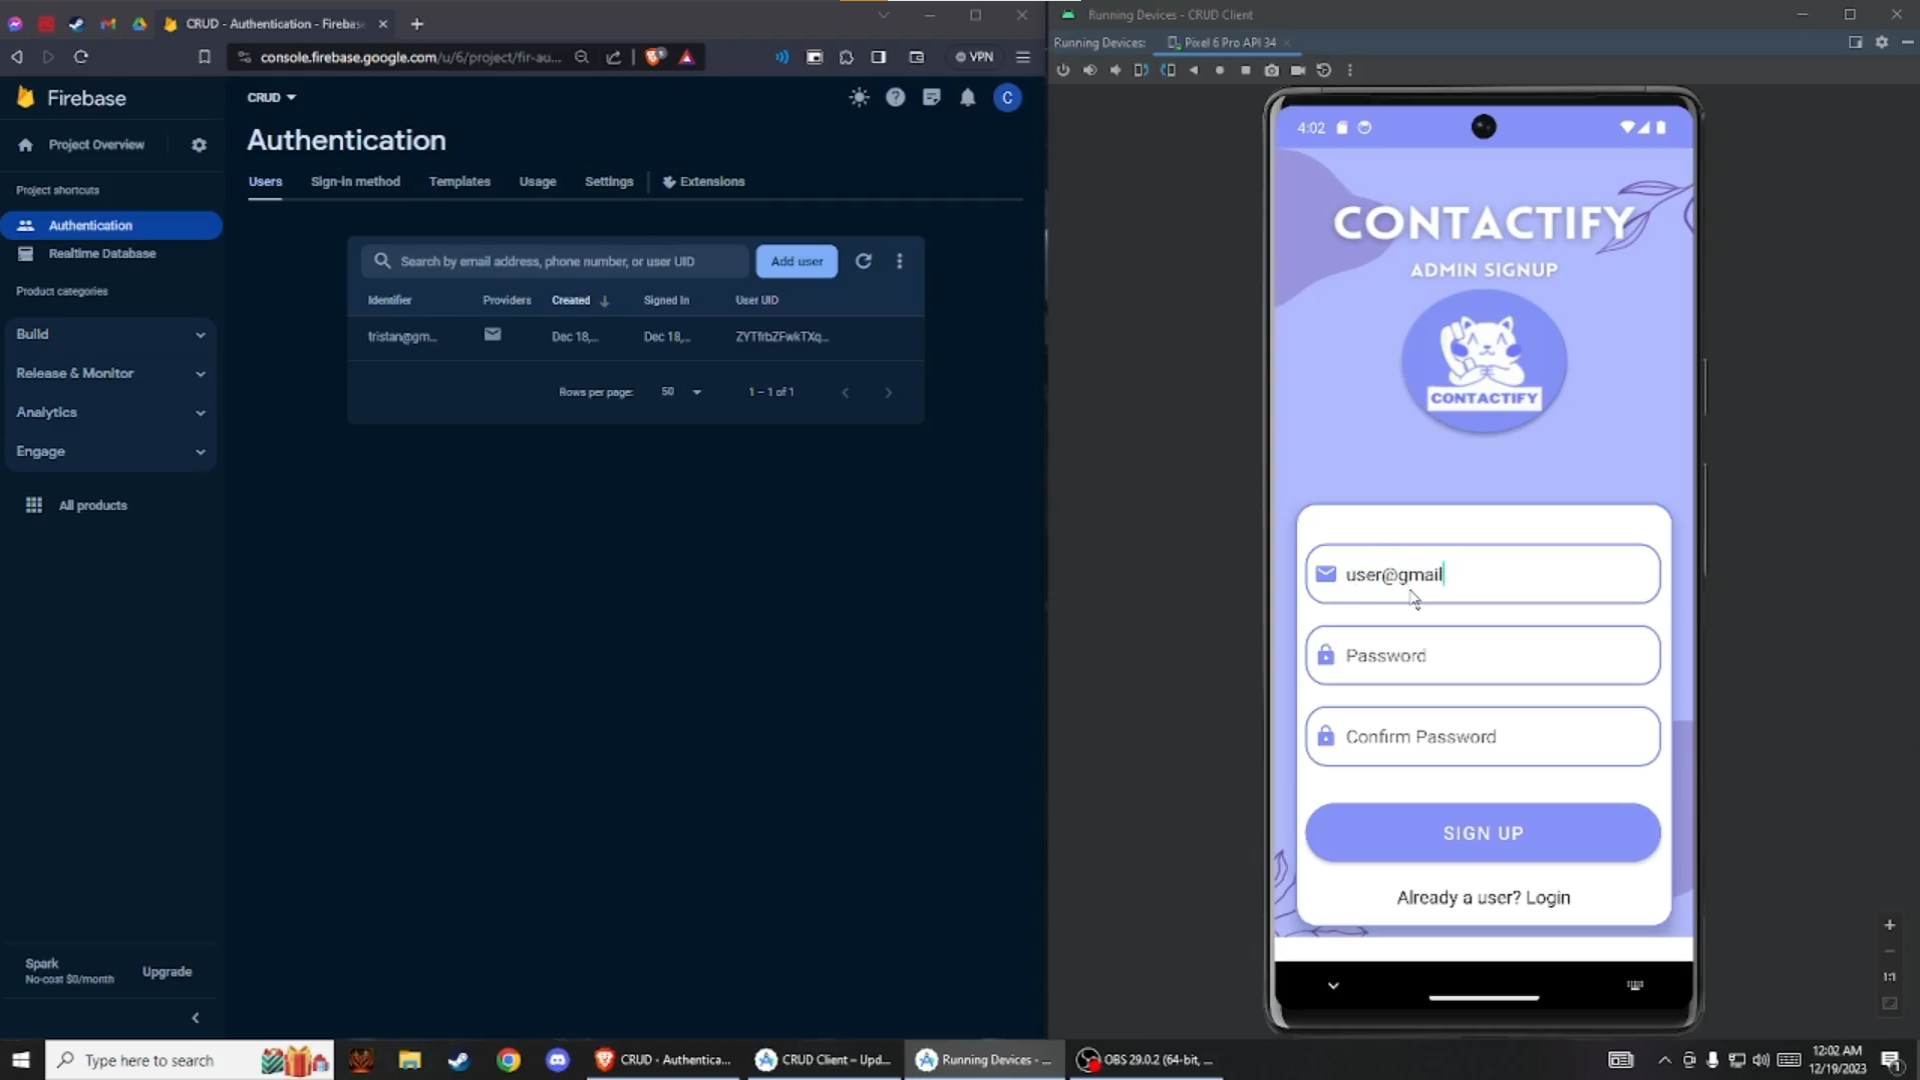 CRUD - Authentication - Firebas
Running Devices - CRUD Client
console.firebase.google.com/u/6/project/fir-au...
VPN
Running Devices:
Pixel 6 Pro API 34
Firebase
CRUD
C
Project Overview
Authentication
Project shortcuts
Users
Sign-in method
Templates
Usage
Settings
Extensions
Authentication
Realtime Database
Search by email address, phone number, or user UID
Add user
Product categories
Identifier
Providers
Created
Signed In
User UID
Build
tristan@gm...
Dec 18,...
Dec 18,...
Release & Monitor
Rows per page:
50
1 – 1 of 1
Analytics
Engage
All products
Spark
No-cost $0/month
Upgrade
4:02
CONTACTIFY
ADMIN SIGNUP
CONTACTIFY
user@gmail
Password
Confirm Password
SIGN UP
Already a user? Login
1:1
Type here to search
CRUD - Authentica...
CRUD Client – Upd...
Running Devices - ...
OBS 29.0.2 (64-bit, ...
12:02 AM
12/19/2023